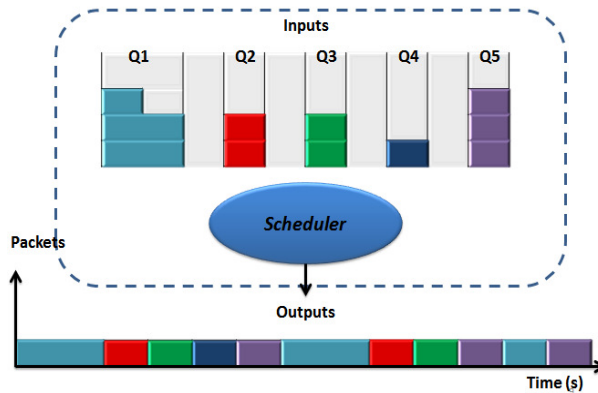 Inputs
Q1 Q2 Q3 Q4 Q5
Scheduler
Packets
Outputs
Time (s)